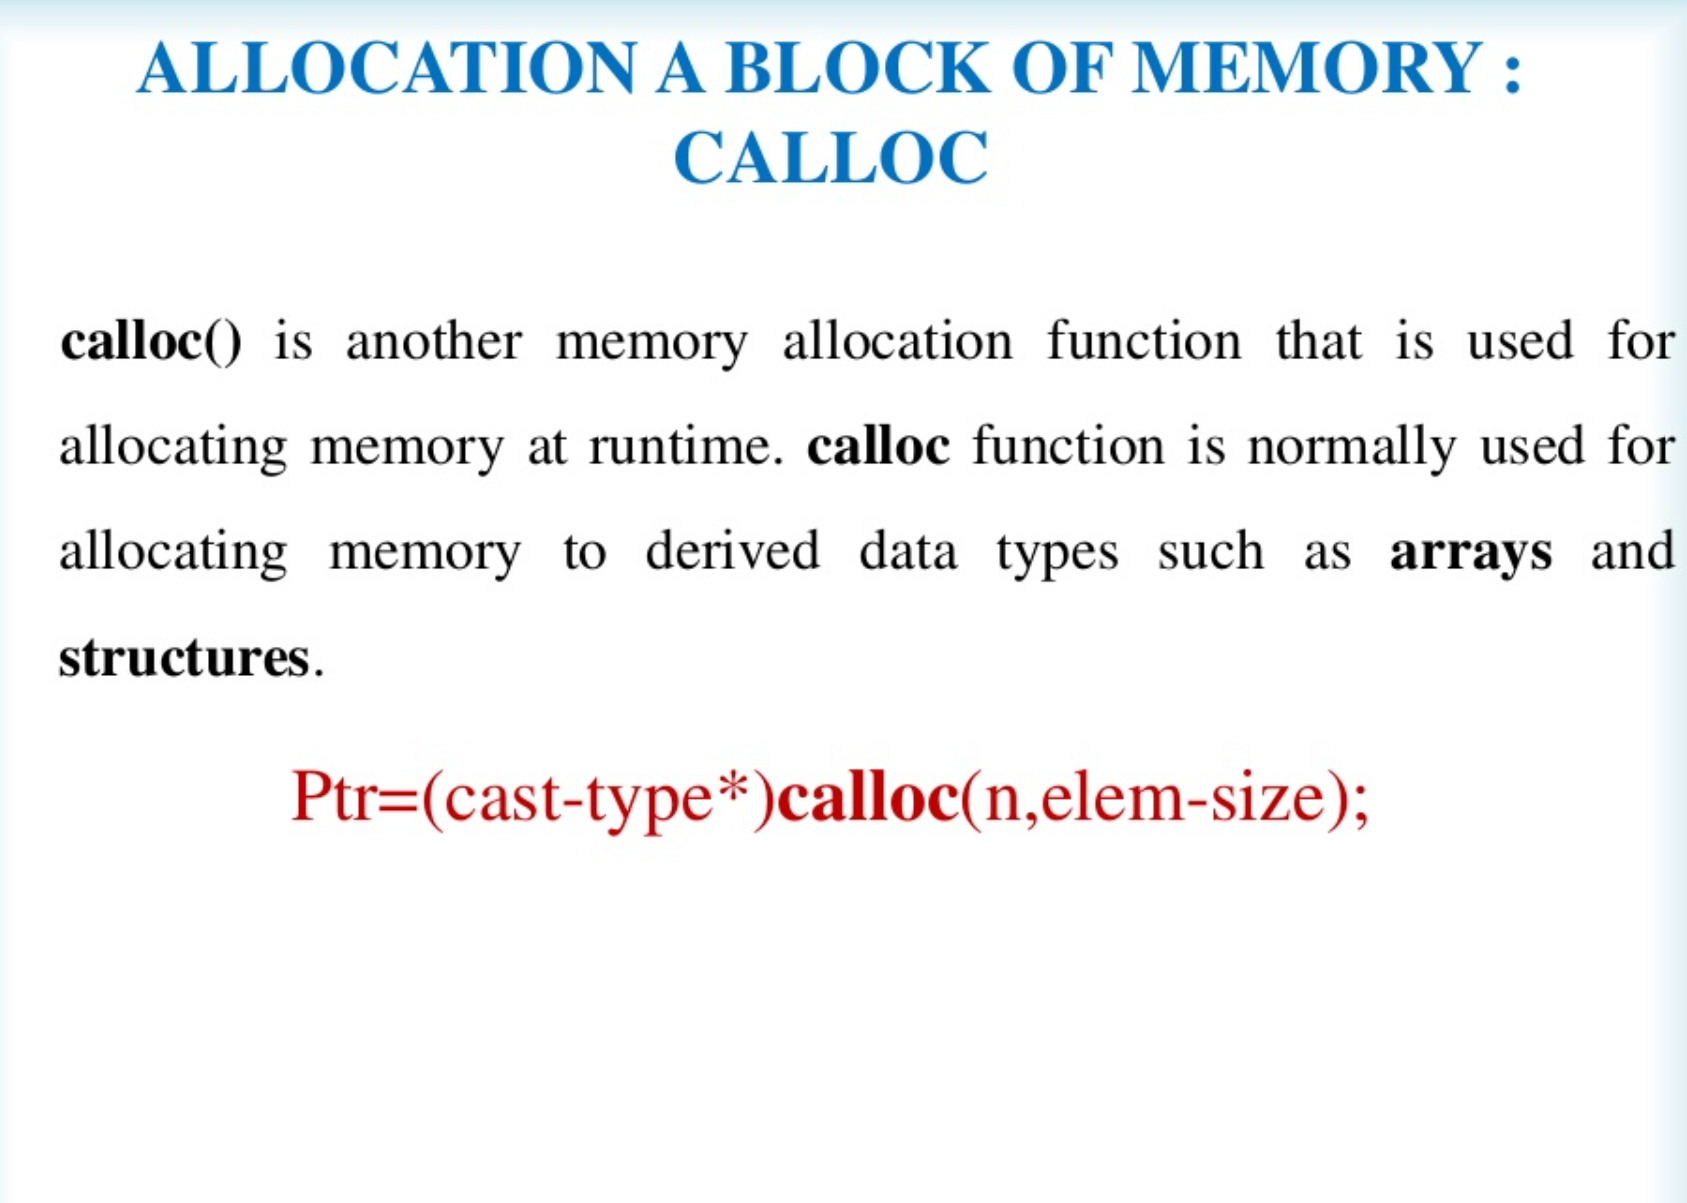 ALLOCATION A BLOCK OF MEMORY :
CALLOC
calloc() is another memory allocation function that is used for
allocating memory at runtime. calloc function is normally used for
allocating memory to derived data types such as arrays and
structures.
Ptr=(cast-type*)calloc(n,elem-size);